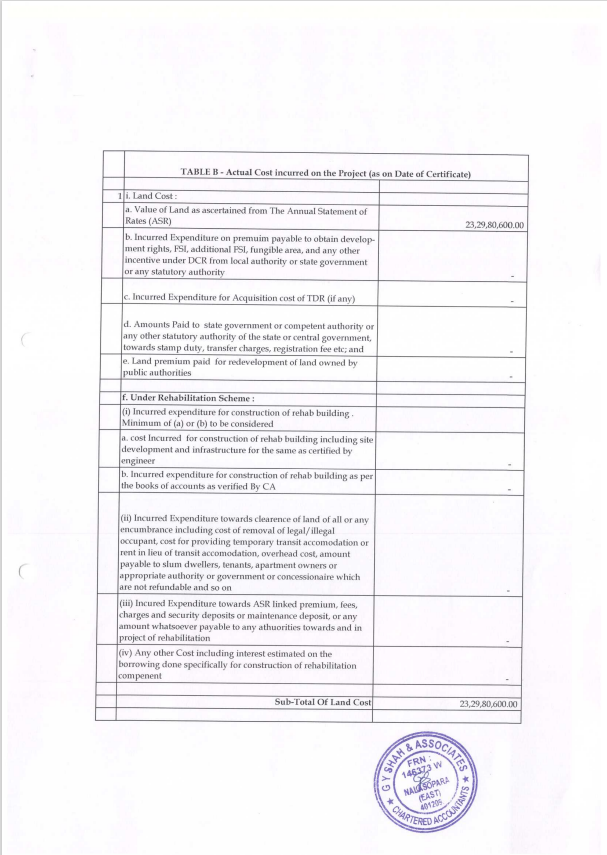 TABLE B - Actual Cost incurred on the Project (as on Date of Certificate)
1 i. Land Cost :
a. Value of Land as ascertained from The Annual Statement of
Rates (ASR) 23,29,80,600.00
b. Incurred Expenditure on premuim payable to obtain develop-
ment rights, FSI, additional FSI, fungible area, and any other
incentive under DCR from local authority or state government
or any statutory authority -
c. Incurred Expenditure for Acquisition cost of TDR (if any) -
d. Amounts Paid to state government or competent authority or
any other statutory authority of the state or central government,
towards stamp duty, transfer charges, registration fee etc; and -
e. Land premium paid for redevelopment of land owned by
public authorities -
f. Under Rehabilitation Scheme :
(i) Incurred expenditure for construction of rehab building .
Minimum of (a) or (b) to be considered
a. cost Incurred for construction of rehab building including site
development and infrastructure for the same as certified by
engineer -
b. Incurred expenditure for construction of rehab building as per
the books of accounts as verified By CA -
(ii) Incurred Expenditure towards clearence of land of all or any
encumbrance including cost of removal of legal/illegal
occupant, cost for providing temporary transit accomodation or
rent in lieu of transit accomodation, overhead cost, amount
payable to slum dwellers, tenants, apartment owners or
appropriate authority or government or concessionaire which
are not refundable and so on -
(iii) Incured Expenditure towards ASR linked premium, fees,
charges and security deposits or maintenance deposit, or any
amount whatsoever payable to any athuorities towards and in
project of rehabilitation -
(iv) Any other Cost including interest estimated on the
borrowing done specifically for construction of rehabilitation
compenent -
Sub-Total Of Land Cost 23,29,80,600.00
G Y SHAH & ASSOCIATES
FRN :
146373 W
NALLASOPARA
(EAST)
401209
★ CHARTERED ACCOUNTANTS ★